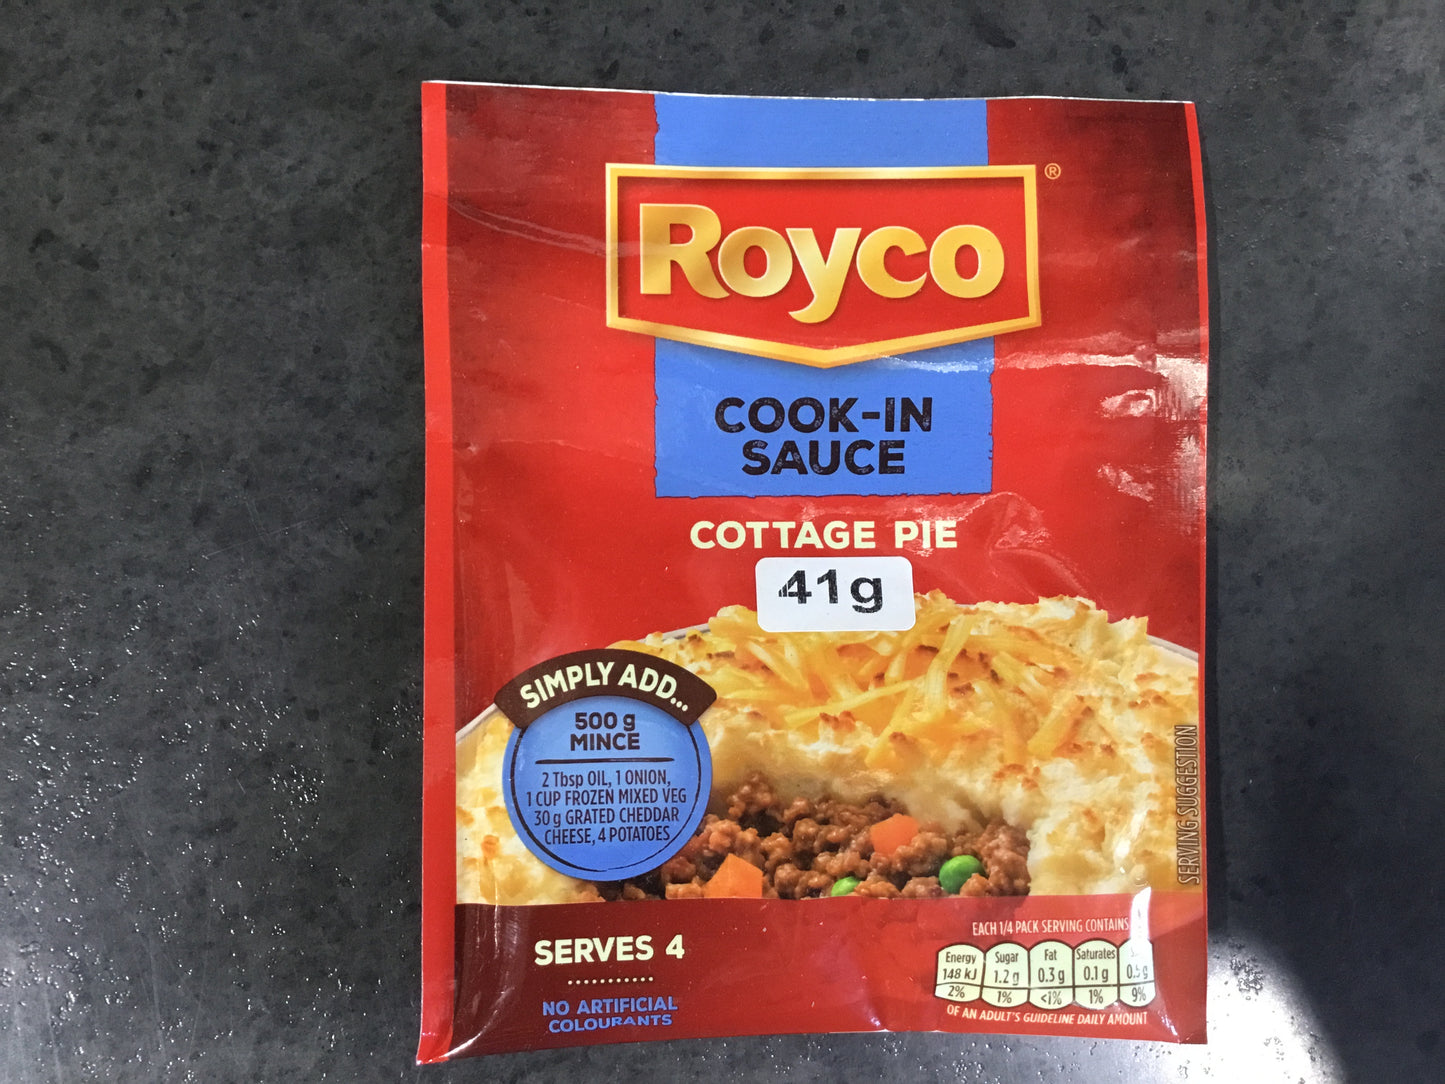 ROYCO
®
COOK-IN
SAUCE
COTTAGE PIE
41g
SIMPLY ADD...
500 g
MINCE
2 Tbsp OIL, 1 ONION,
1 CUP FROZEN MIXED VEG
30 g GRATED CHEDDAR
CHEESE, 4 POTATOES
SERVING SUGGESTION
SERVES 4
NO ARTIFICIAL
COLOURANTS
EACH 1/4 PACK SERVING CONTAINS
Energy Sugar Fat Saturates
148 kJ 1.2 g 0.3 g 0.1 g
2% 1% <1% 1% 9%
OF AN ADULT'S GUIDELINE DAILY AMOUNT